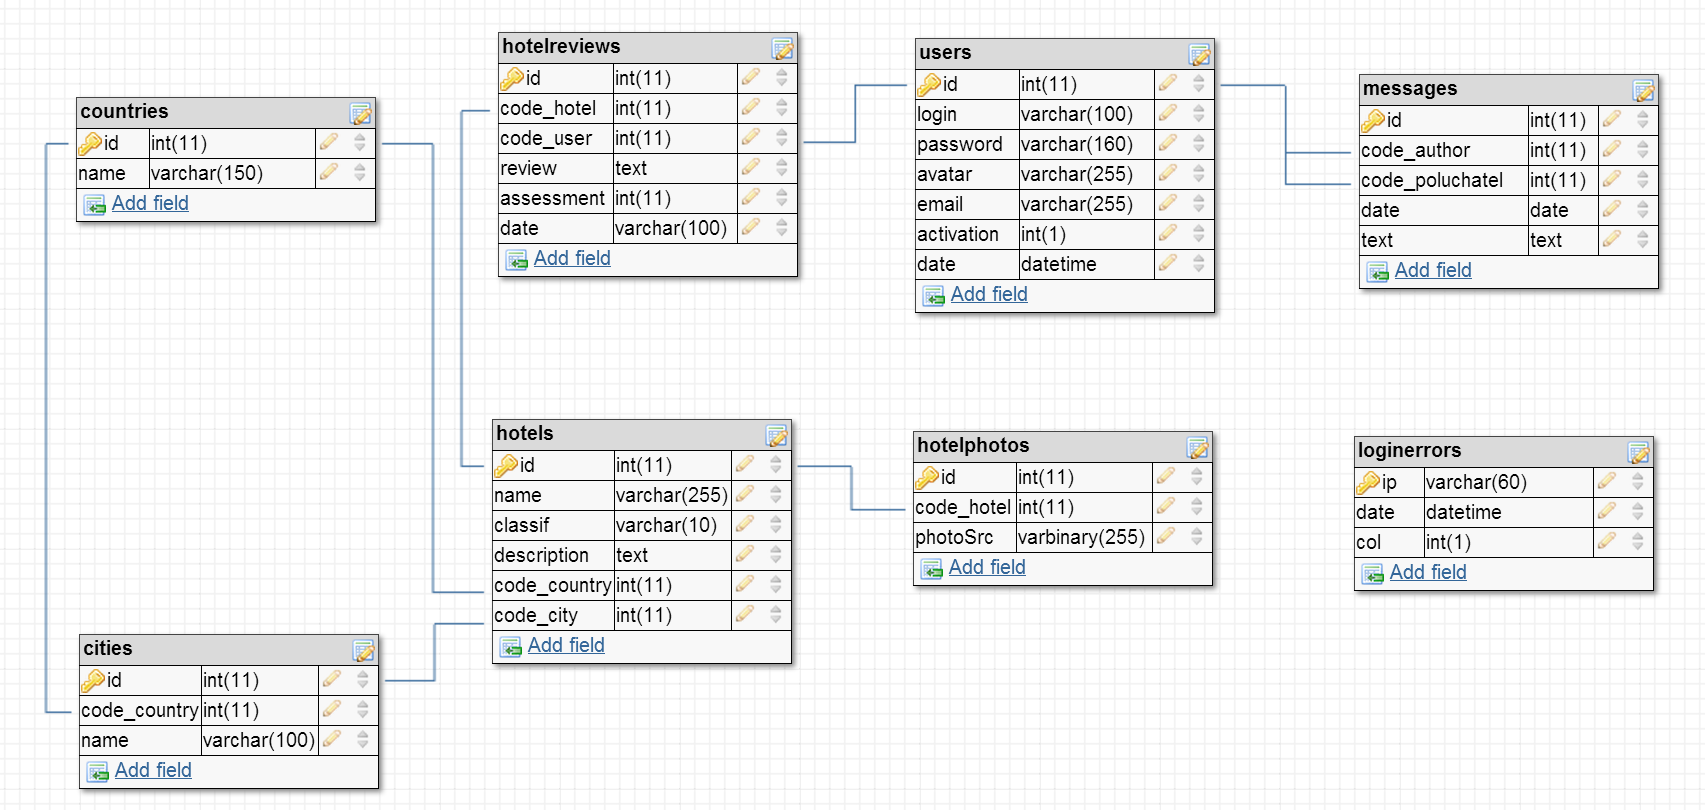 countries
id int(11)
name varchar(150)
Add field
hotelreviews
id int(11)
code_hotel int(11)
code_user int(11)
review text
assessment int(11)
date varchar(100)
Add field
users
id int(11)
login varchar(100)
password varchar(160)
avatar varchar(255)
email varchar(255)
activation int(1)
date datetime
Add field
messages
id int(11)
code_author int(11)
code_poluchatel int(11)
date date
text text
Add field
hotels
id int(11)
name varchar(255)
classif varchar(10)
description text
code_country int(11)
code_city int(11)
Add field
hotelphotos
id int(11)
code_hotel int(11)
photoSrc varbinary(255)
Add field
loginerrors
ip varchar(60)
date datetime
col int(1)
Add field
cities
id int(11)
code_country int(11)
name varchar(100)
Add field